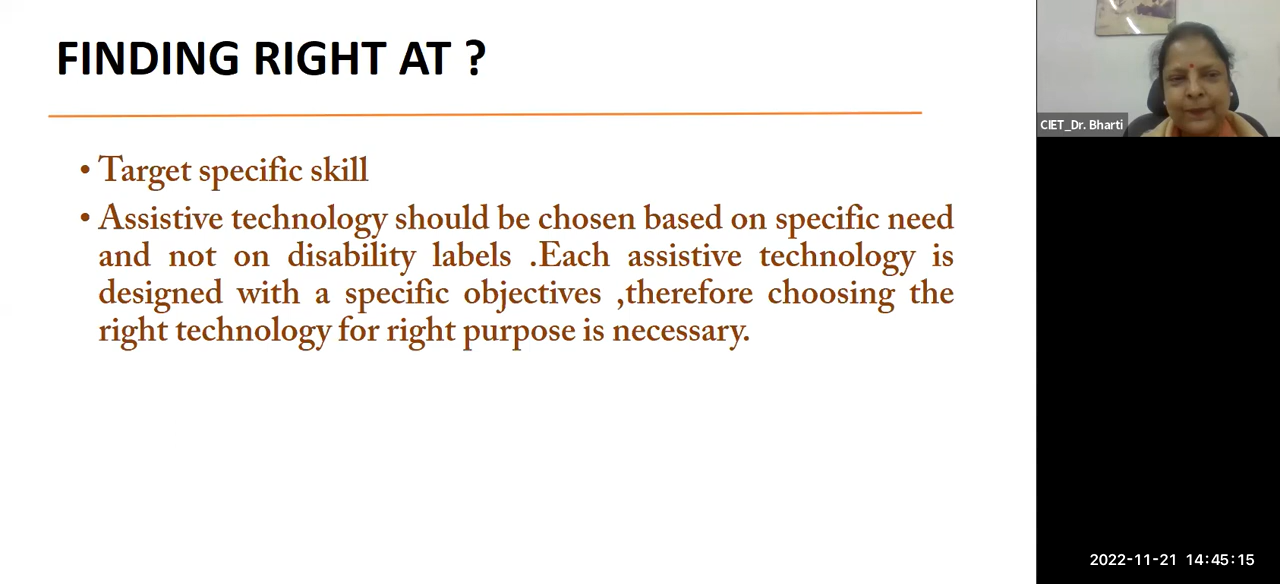 FINDING RIGHT AT ?
• Target specific skill
• Assistive technology should be chosen based on specific need
and not on disability labels .Each assistive technology is
designed with a specific objectives ,therefore choosing the
right technology for right purpose is necessary.
CIET_Dr. Bharti
2022-11-21 14:45:15